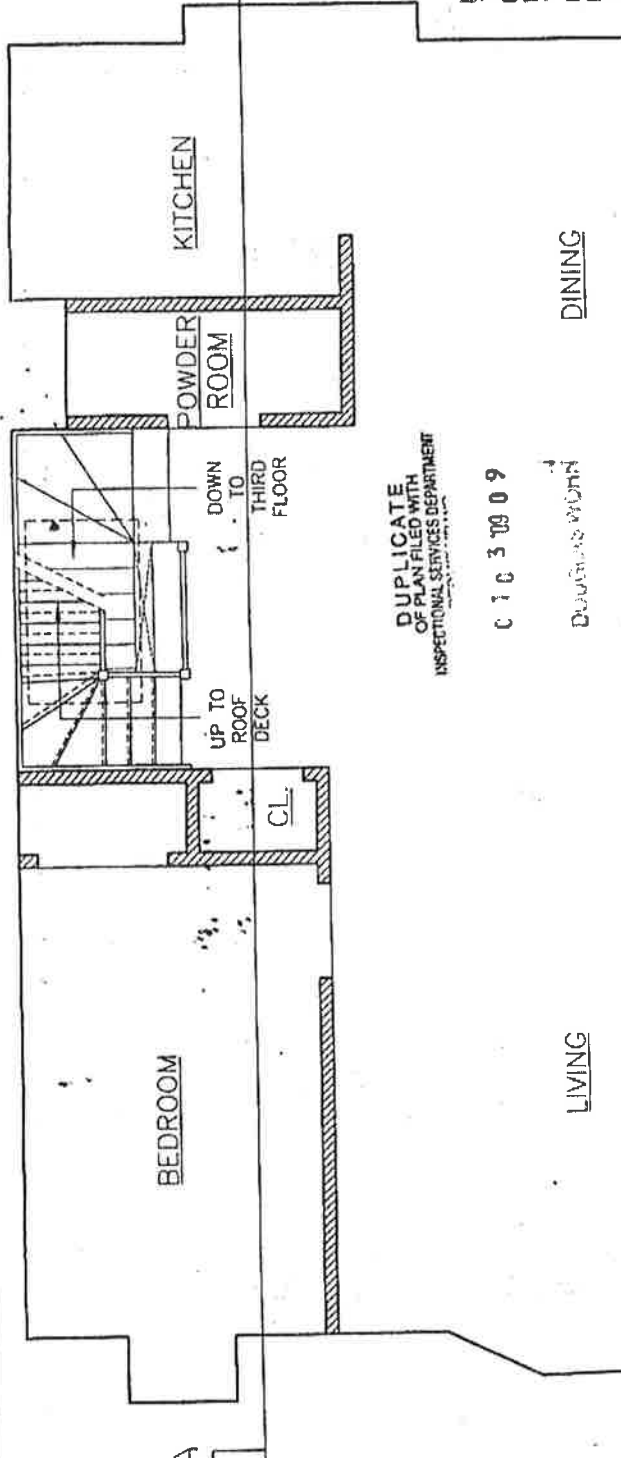 KITCHEN
POWDER
ROOM
DOWN
TO
THIRD
FLOOR
UP TO
ROOF
DECK
CL.
BEDROOM
DINING
LIVING
DUPLICATE
OF PLAN FILED WITH
INSPECTIONAL SERVICES DEPARTMENT
A